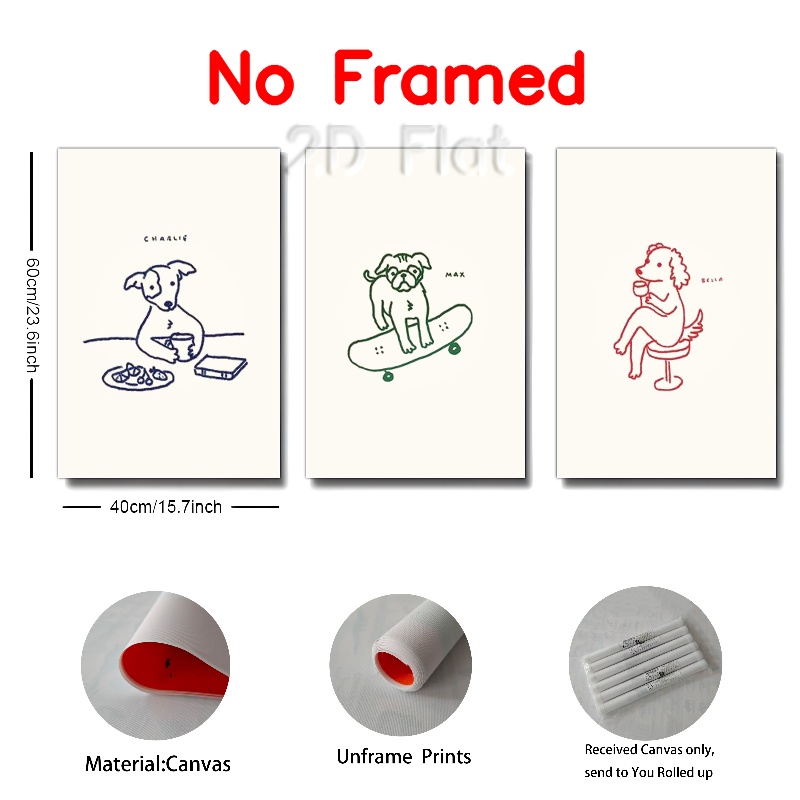 No Framed
2D Flat
CHARLIE
MAX
BELLA
60cm/23.6inch
40cm/15.7inch
Material:Canvas
Unframe Prints
Received Canvas only,
send to You Rolled up